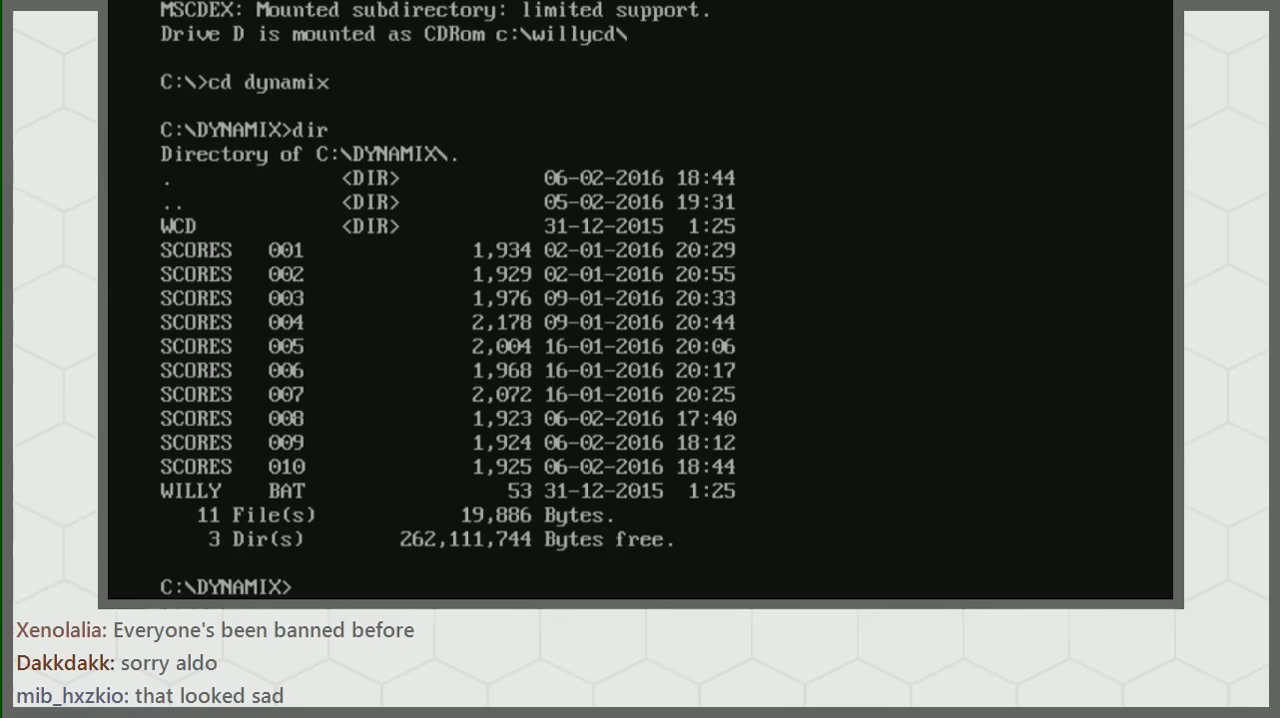 MSCDEX: Mounted subdirectory: limited support.
Drive D is mounted as CDRom c:\willycd\
C:\>cd dynamix
C:\DYNAMIX>dir
Directory of C:\DYNAMIX\.
. <DIR> 06-02-2016 18:44
.. <DIR> 05-02-2016 19:31
WCD <DIR> 31-12-2015 1:25
SCORES 001 1,934 02-01-2016 20:29
SCORES 002 1,929 02-01-2016 20:55
SCORES 003 1,976 09-01-2016 20:33
SCORES 004 2,178 09-01-2016 20:44
SCORES 005 2,004 16-01-2016 20:06
SCORES 006 1,968 16-01-2016 20:17
SCORES 007 2,072 16-01-2016 20:25
SCORES 008 1,923 06-02-2016 17:40
SCORES 009 1,924 06-02-2016 18:12
SCORES 010 1,925 06-02-2016 18:44
WILLY BAT 53 31-12-2015 1:25
11 File(s) 19,886 Bytes.
3 Dir(s) 262,111,744 Bytes free.
C:\DYNAMIX>
Xenolalia: Everyone's been banned before
Dakkdakk: sorry aldo
mib_hxzkio: that looked sad